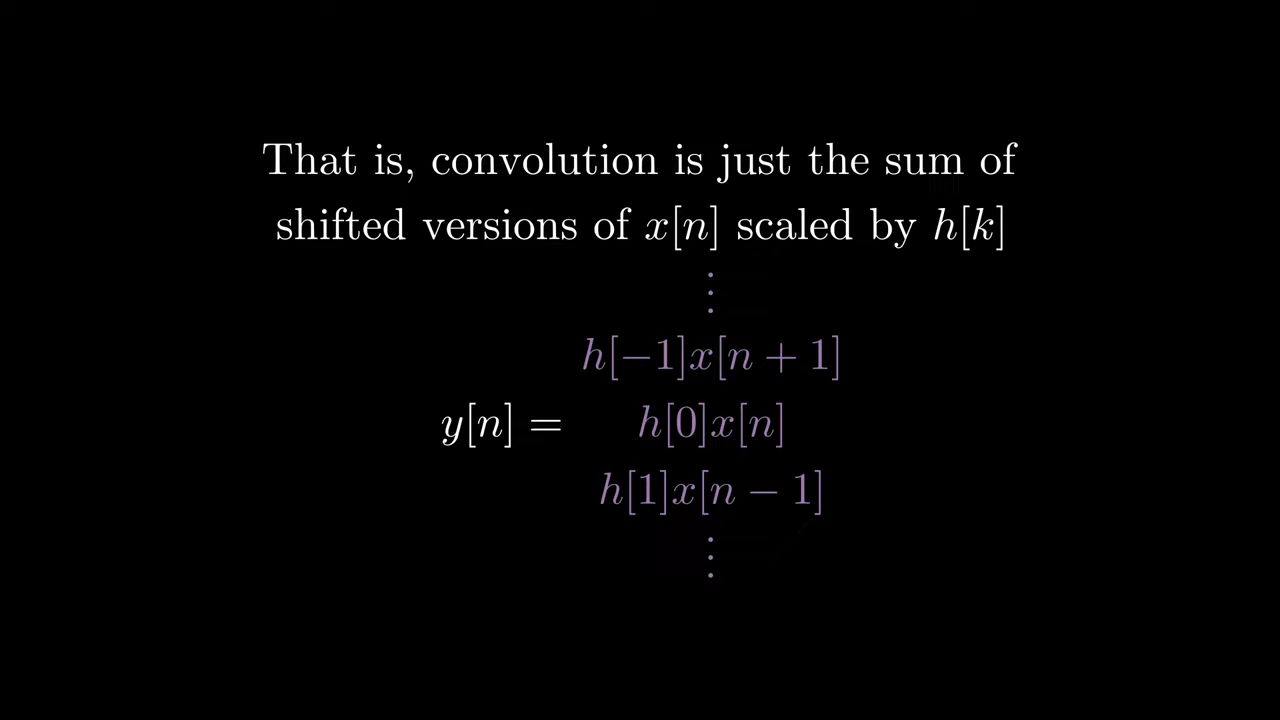 That is, convolution is just the sum of
shifted versions of x[n] scaled by h[k]
⋮
h[−1]x[n + 1]
y[n] = h[0]x[n]
h[1]x[n − 1]
⋮